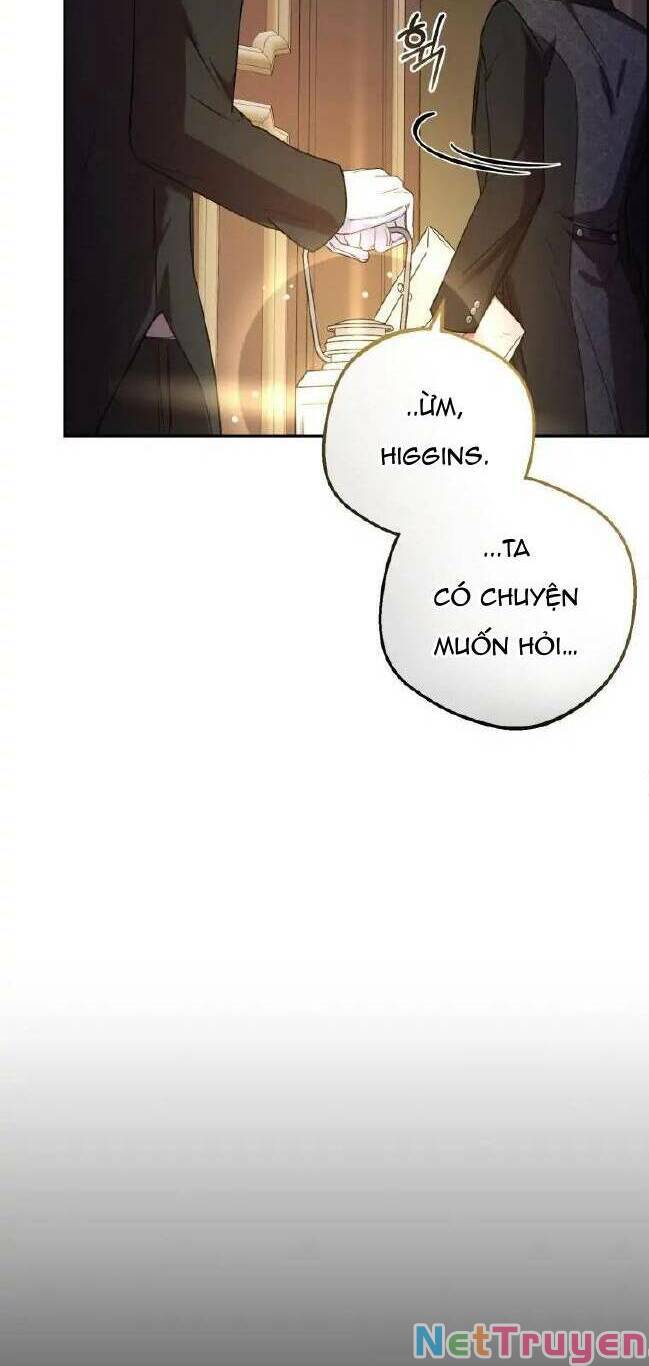 휙
..ỪM,
HIGGINS.
...TA
CÓ CHUYỆN
MUỐN HỎI...
NetTruyen